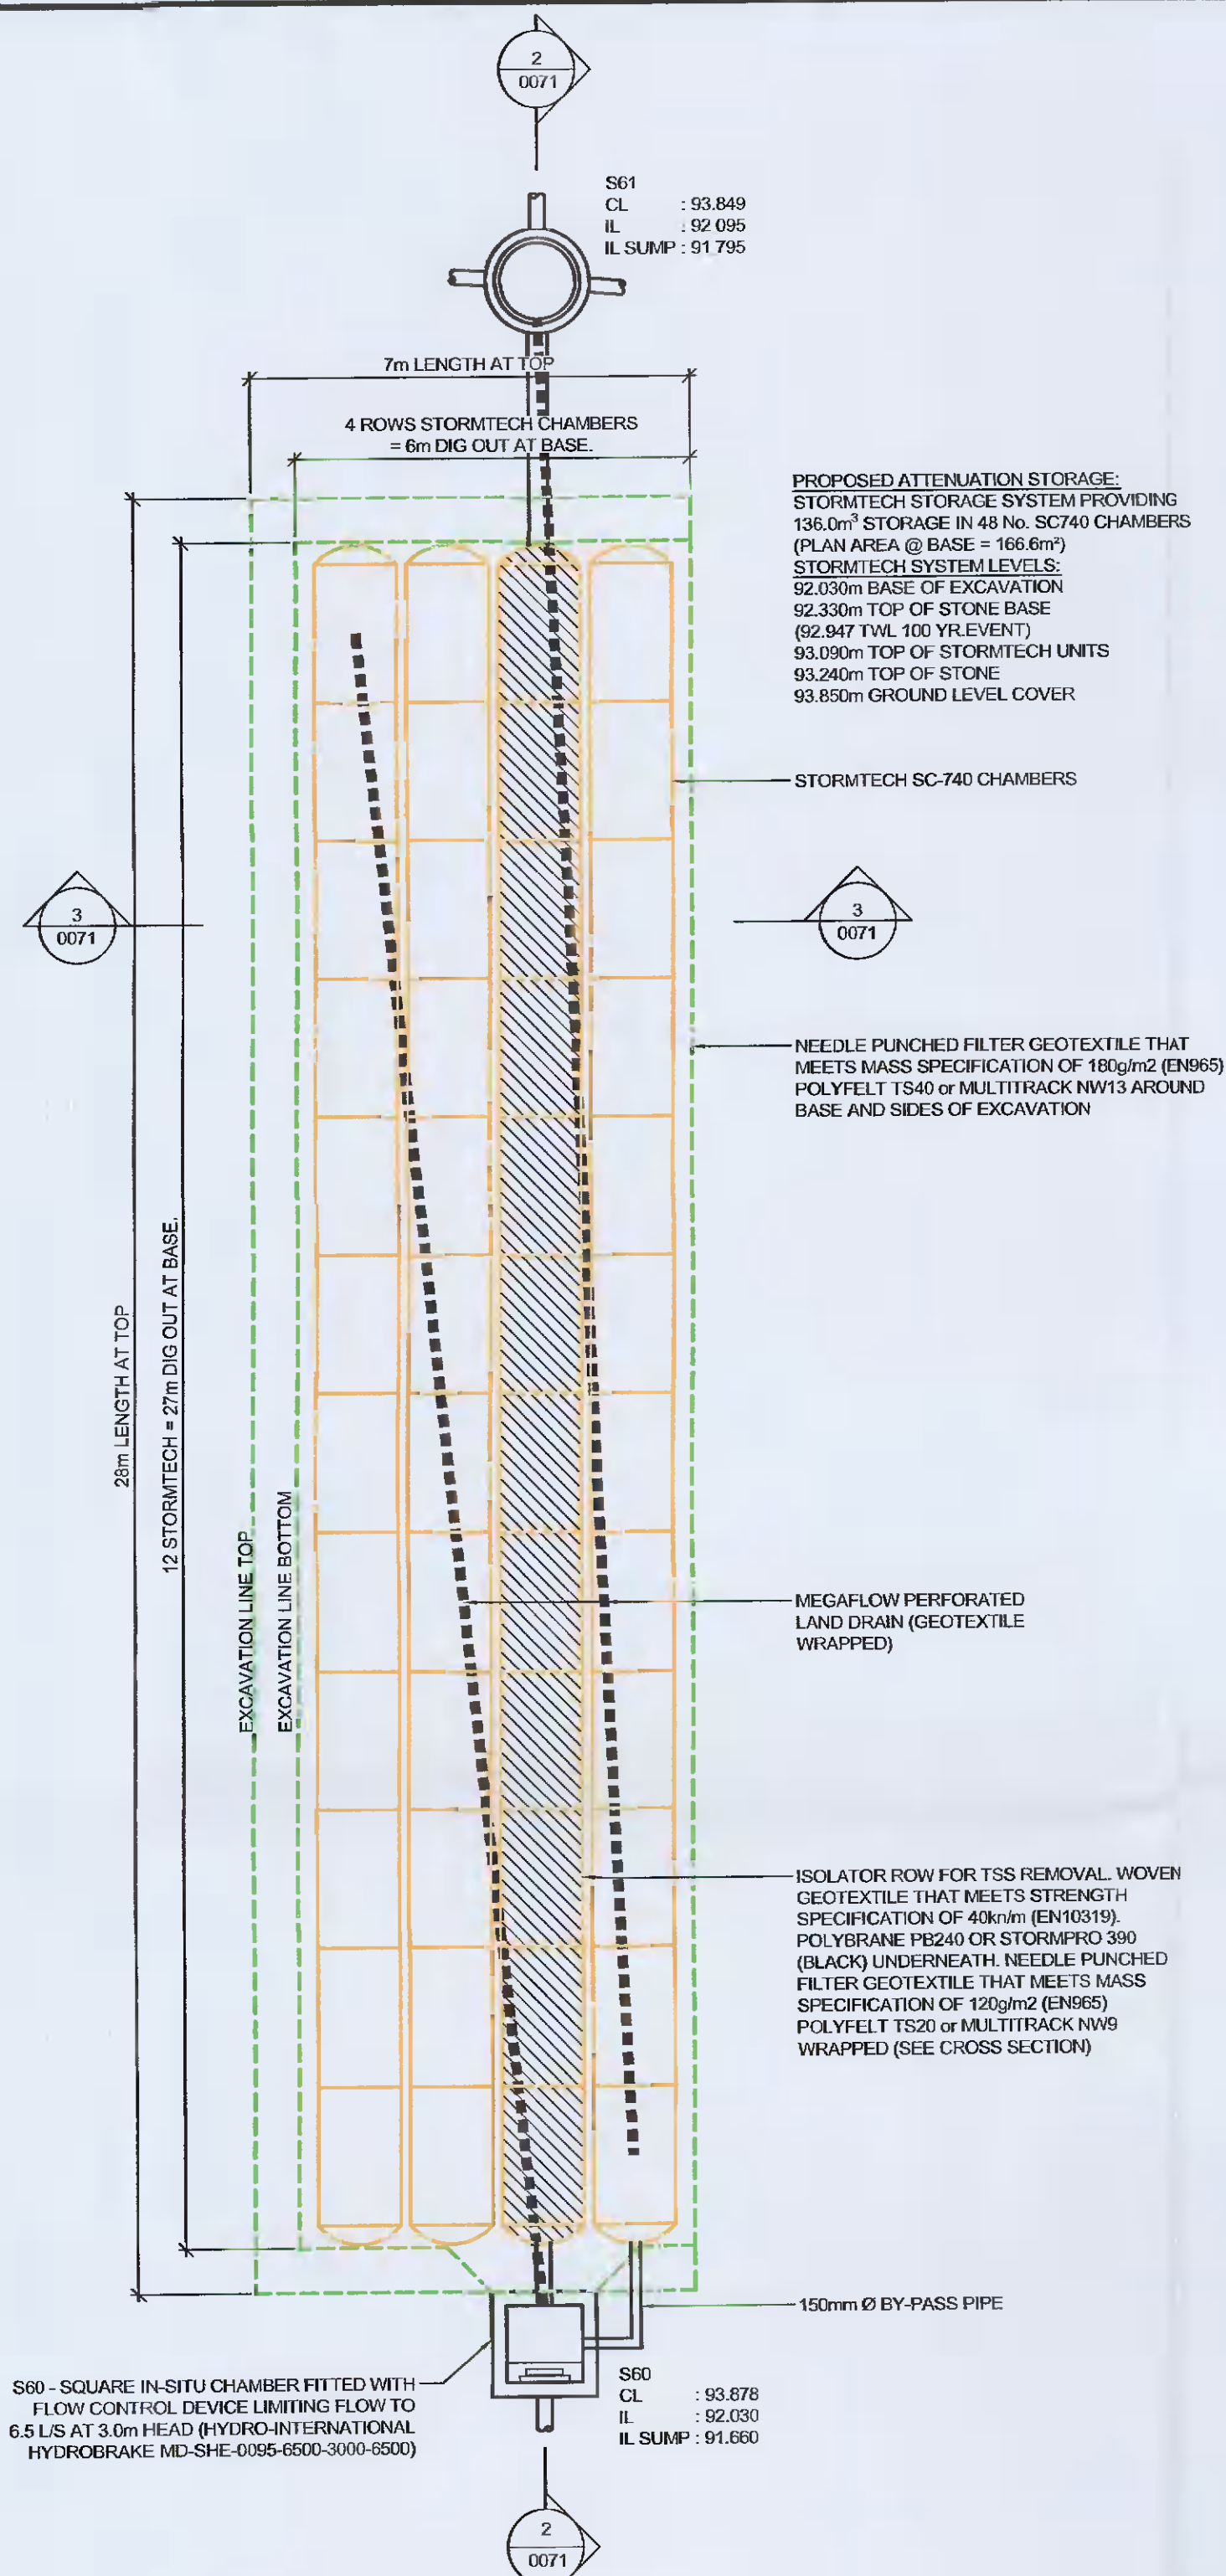 2
0071
S61
CL : 93.849
IL : 92 095
IL SUMP : 91 795
7m LENGTH AT TOP
4 ROWS STORMTECH CHAMBERS
= 6m DIG OUT AT BASE.
PROPOSED ATTENUATION STORAGE:
STORMTECH STORAGE SYSTEM PROVIDING
136.0m³ STORAGE IN 48 No. SC740 CHAMBERS
(PLAN AREA @ BASE = 166.6m²)
STORMTECH SYSTEM LEVELS:
92.030m BASE OF EXCAVATION
92.330m TOP OF STONE BASE
(92.947 TWL 100 YR.EVENT)
93.090m TOP OF STORMTECH UNITS
93.240m TOP OF STONE
93.850m GROUND LEVEL COVER
STORMTECH SC-740 CHAMBERS
3
0071
3
0071
NEEDLE PUNCHED FILTER GEOTEXTILE THAT
MEETS MASS SPECIFICATION OF 180g/m2 (EN965)
POLYFELT TS40 or MULTITRACK NW13 AROUND
BASE AND SIDES OF EXCAVATION
28m LENGTH AT TOP
12 STORMTECH = 27m DIG OUT AT BASE.
EXCAVATION LINE TOP
EXCAVATION LINE BOTTOM
MEGAFLOW PERFORATED
LAND DRAIN (GEOTEXTILE
WRAPPED)
ISOLATOR ROW FOR TSS REMOVAL. WOVEN
GEOTEXTILE THAT MEETS STRENGTH
SPECIFICATION OF 40kn/m (EN10319).
POLYBRANE PB240 OR STORMPRO 390
(BLACK) UNDERNEATH. NEEDLE PUNCHED
FILTER GEOTEXTILE THAT MEETS MASS
SPECIFICATION OF 120g/m2 (EN965)
POLYFELT TS20 or MULTITRACK NW9
WRAPPED (SEE CROSS SECTION)
150mm Ø BY-PASS PIPE
S60 - SQUARE IN-SITU CHAMBER FITTED WITH
FLOW CONTROL DEVICE LIMITING FLOW TO
6.5 L/S AT 3.0m HEAD (HYDRO-INTERNATIONAL
HYDROBRAKE MD-SHE-0095-6500-3000-6500)
S60
CL : 93.878
IL : 92.030
IL SUMP : 91.660
2
0071